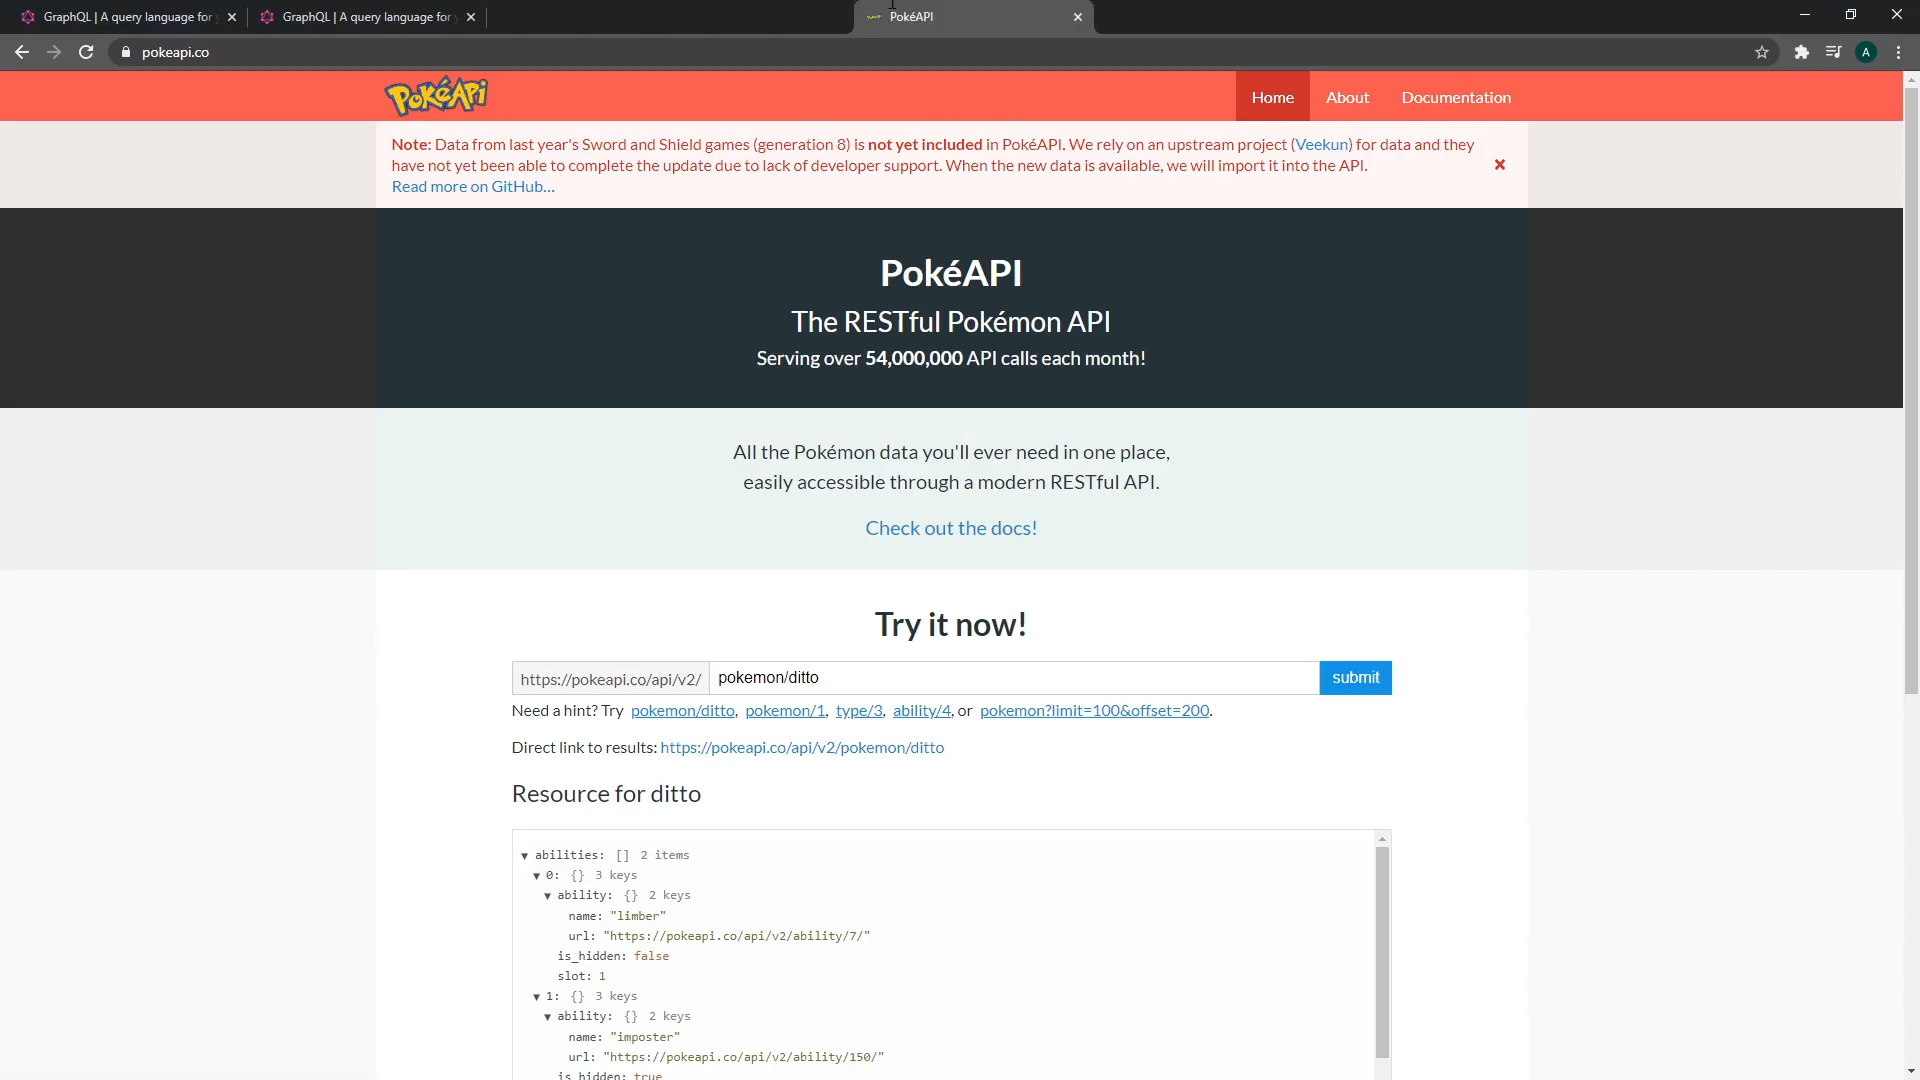 GraphQL | A query language for
GraphQL | A query language for
PokéAPI
pokeapi.co
A
PokéAPi
Home
About
Documentation
Note: Data from last year's Sword and Shield games (generation 8) is not yet included in PokéAPI. We rely on an upstream project (Veekun) for data and they
have not yet been able to complete the update due to lack of developer support. When the new data is available, we will import it into the API.
Read more on GitHub...
PokéAPI
The RESTful Pokémon API
Serving over 54,000,000 API calls each month!
All the Pokémon data you'll ever need in one place,
easily accessible through a modern RESTful API.
Check out the docs!
Try it now!
https://pokeapi.co/api/v2/ pokemon/ditto submit
Need a hint? Try pokemon/ditto, pokemon/1, type/3, ability/4, or pokemon?limit=100&offset=200.
Direct link to results: https://pokeapi.co/api/v2/pokemon/ditto
Resource for ditto
abilities: [] 2 items
0: {} 3 keys
ability: {} 2 keys
name: "limber"
url: "https://pokeapi.co/api/v2/ability/7/"
is_hidden: false
slot: 1
1: {} 3 keys
ability: {} 2 keys
name: "imposter"
url: "https://pokeapi.co/api/v2/ability/150/"
is_hidden: true